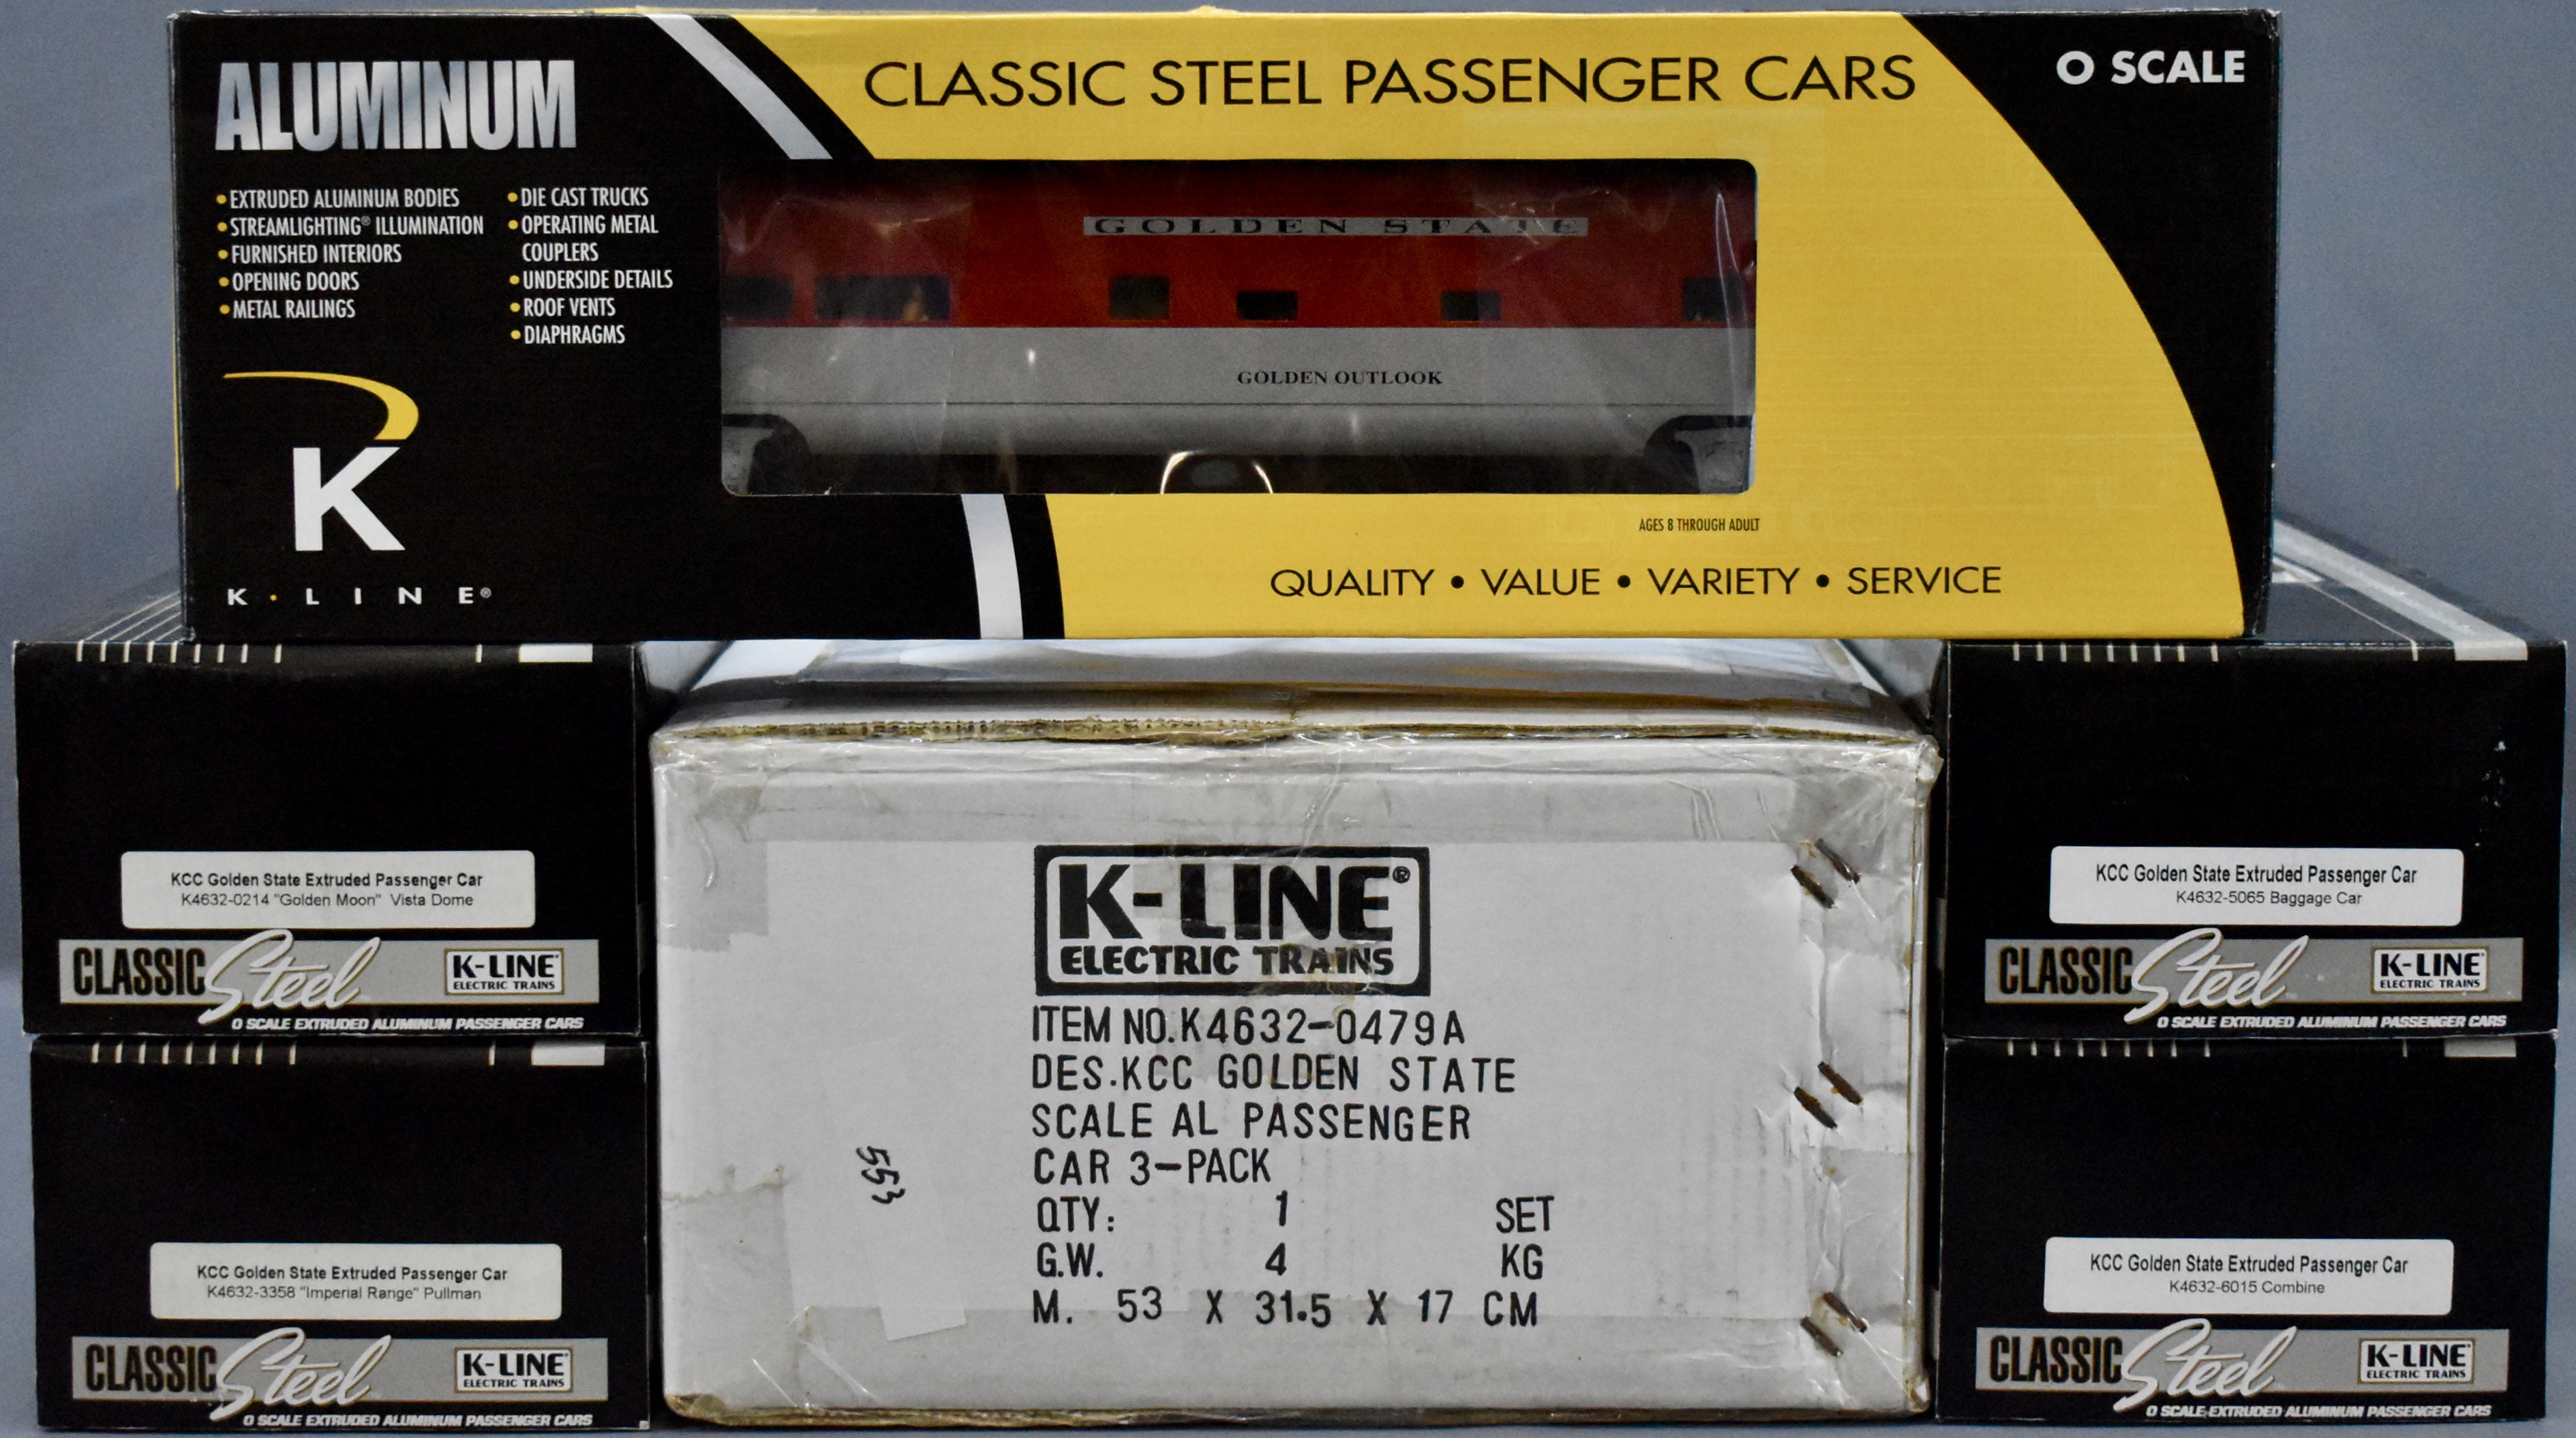 ALUMINUM
• EXTRUDED ALUMINUM BODIES
• STREAMLIGHTING® ILLUMINATION
• FURNISHED INTERIORS
• OPENING DOORS
• METAL RAILINGS
• DIE CAST TRUCKS
• OPERATING METAL
COUPLERS
• UNDERSIDE DETAILS
• ROOF VENTS
• DIAPHRAGMS
K
K·LINE®
CLASSIC STEEL PASSENGER CARS
O SCALE
GOLDEN STATE
GOLDEN OUTLOOK
AGES 8 THROUGH ADULT
QUALITY • VALUE • VARIETY • SERVICE
KCC Golden State Extruded Passenger Car
K4632-0214 "Golden Moon" Vista Dome
CLASSIC Steel
K-LINE
ELECTRIC TRAINS
O SCALE EXTRUDED ALUMINUM PASSENGER CARS
KCC Golden State Extruded Passenger Car
K4632-3358 "Imperial Range" Pullman
CLASSIC Steel
K-LINE
ELECTRIC TRAINS
O SCALE EXTRUDED ALUMINUM PASSENGER CARS
K-LINE®
ELECTRIC TRAINS
ITEM NO.K4632-0479A
DES.KCC GOLDEN STATE
SCALE AL PASSENGER
CAR 3-PACK
QTY: 1 SET
G.W. 4 KG
M. 53 X 31.5 X 17 CM
553
KCC Golden State Extruded Passenger Car
K4632-5065 Baggage Car
CLASSIC Steel
K-LINE
ELECTRIC TRAINS
O SCALE EXTRUDED ALUMINUM PASSENGER CARS
KCC Golden State Extruded Passenger Car
K4632-6015 Combine
CLASSIC Steel
K-LINE
ELECTRIC TRAINS
O SCALE EXTRUDED ALUMINUM PASSENGER CARS